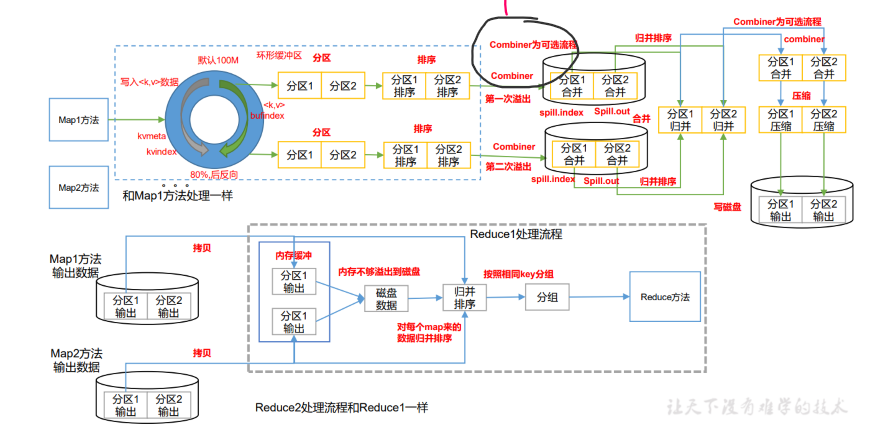 Combiner为可选流程
默认100M
环形缓冲区
分区
排序
Combiner为可选流程
归并排序
combiner
写入<k,v>数据
分区1
分区2
分区1
排序
分区2
排序
Combiner
第一次溢出
分区1
合并
分区2
合并
分区1
合并
分区2
合并
<k,v>
bufindex
spill.index
Spill.out
压缩
Map1方法
kvmeta
kvindex
分区
排序
合并
分区1
归并
分区2
归并
分区1
压缩
分区2
压缩
分区1
分区2
分区1
排序
分区2
排序
Combiner
第二次溢出
分区1
合并
分区2
合并
80%,后反向
spill.index
Spill.out
归并排序
Map2方法
和Map1方法处理一样
写磁盘
分区1
输出
分区2
输出
Reduce1处理流程
Map1方法
输出数据
拷贝
内存缓冲
分区1
输出
内存不够溢出到磁盘
按照相同key分组
分区1
输出
分区2
输出
磁盘
数据
归并
排序
分组
Reduce方法
分区1
输出
对每个map来的
数据归并排序
Map2方法
输出数据
拷贝
分区1
输出
分区2
输出
Reduce2处理流程和Reduce1一样
让天下没有难学的技术